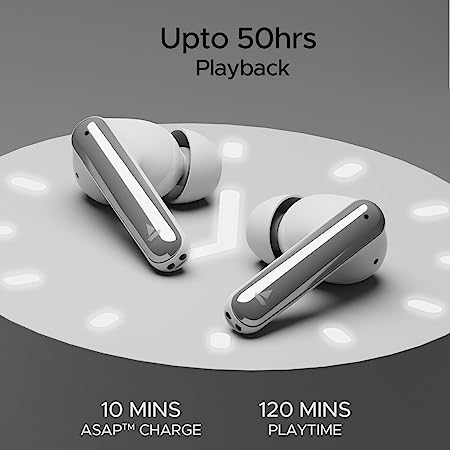 Upto 50hrs
Playback
10 MINS
ASAP™ CHARGE
120 MINS
PLAYTIME